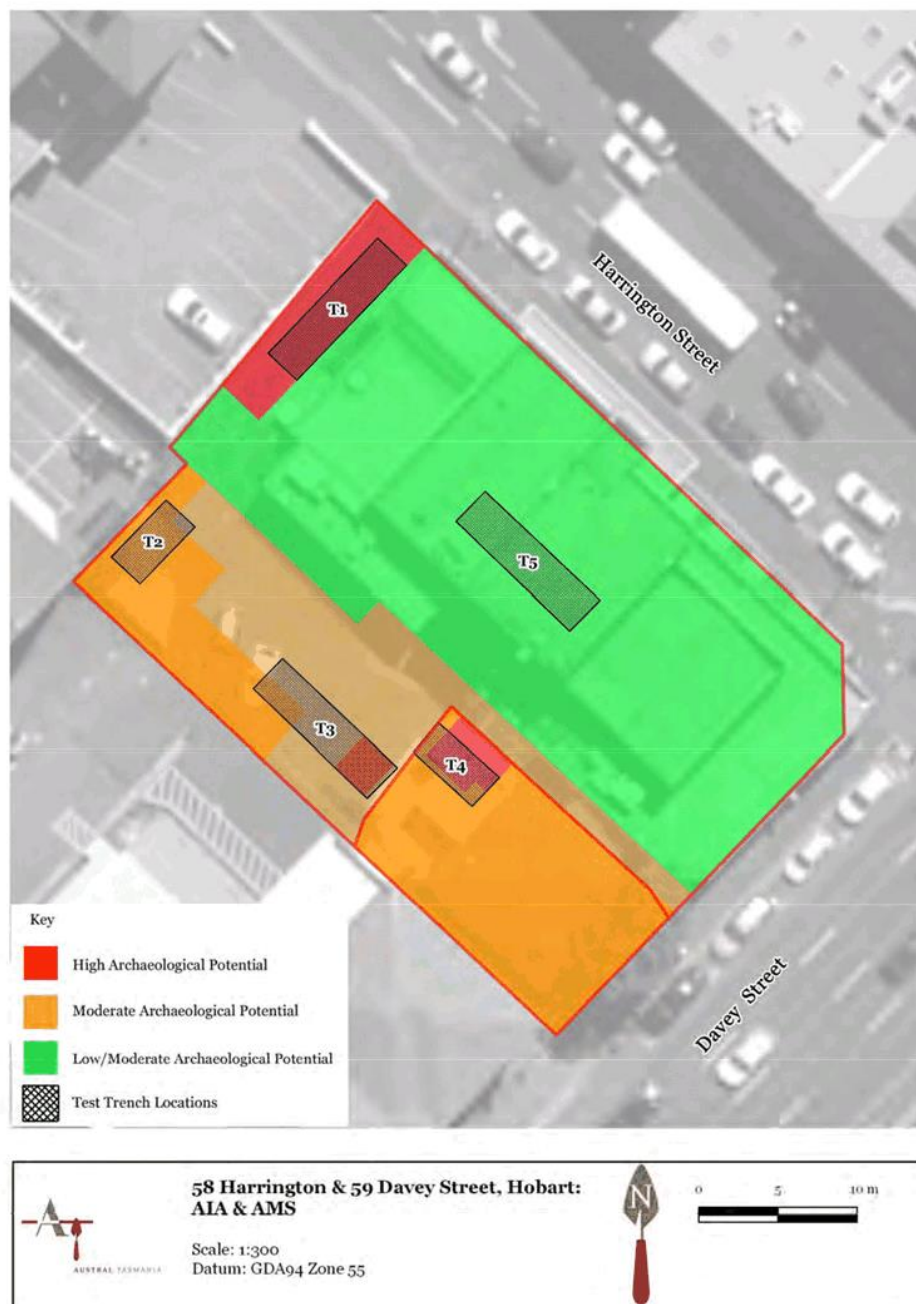 Harrington Street
T1
T5
T2
T3
T4
Davey Street
Key
High Archaeological Potential
Moderate Archaeological Potential
Low/Moderate Archaeological Potential
Test Trench Locations
A
AUSTRAL TASMANIA
58 Harrington & 59 Davey Street, Hobart:
AIA & AMS
Scale: 1:300
Datum: GDA94 Zone 55
N
0 5 10 m